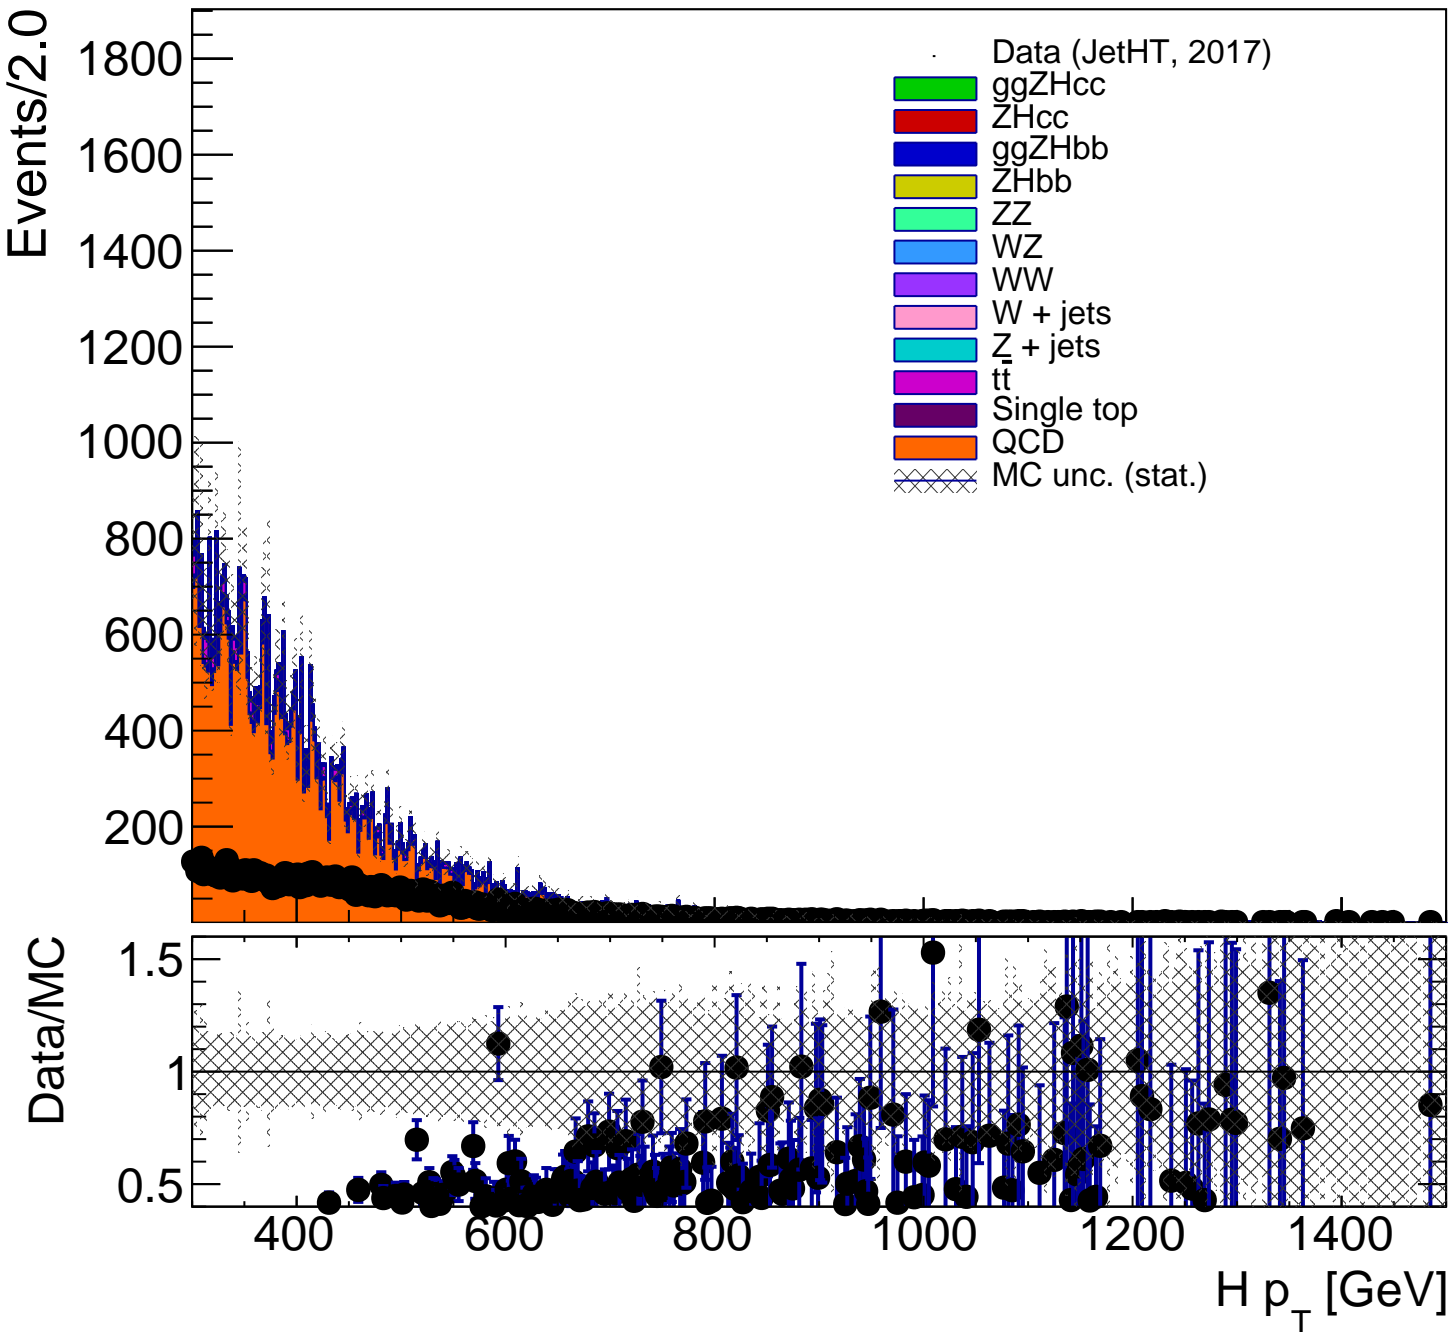 Events/2.0
1800
1600
1400
1200
1000
800
600
400
200
Data (JetHT, 2017)
ggZHcc
ZHcc
ggZHbb
ZHbb
ZZ
WZ
WW
W + jets
Z + jets
tt̄
Single top
QCD
MC unc. (stat.)
Data/MC
1.5
1
0.5
400 600 800 1000 1200 1400
H p_T [GeV]